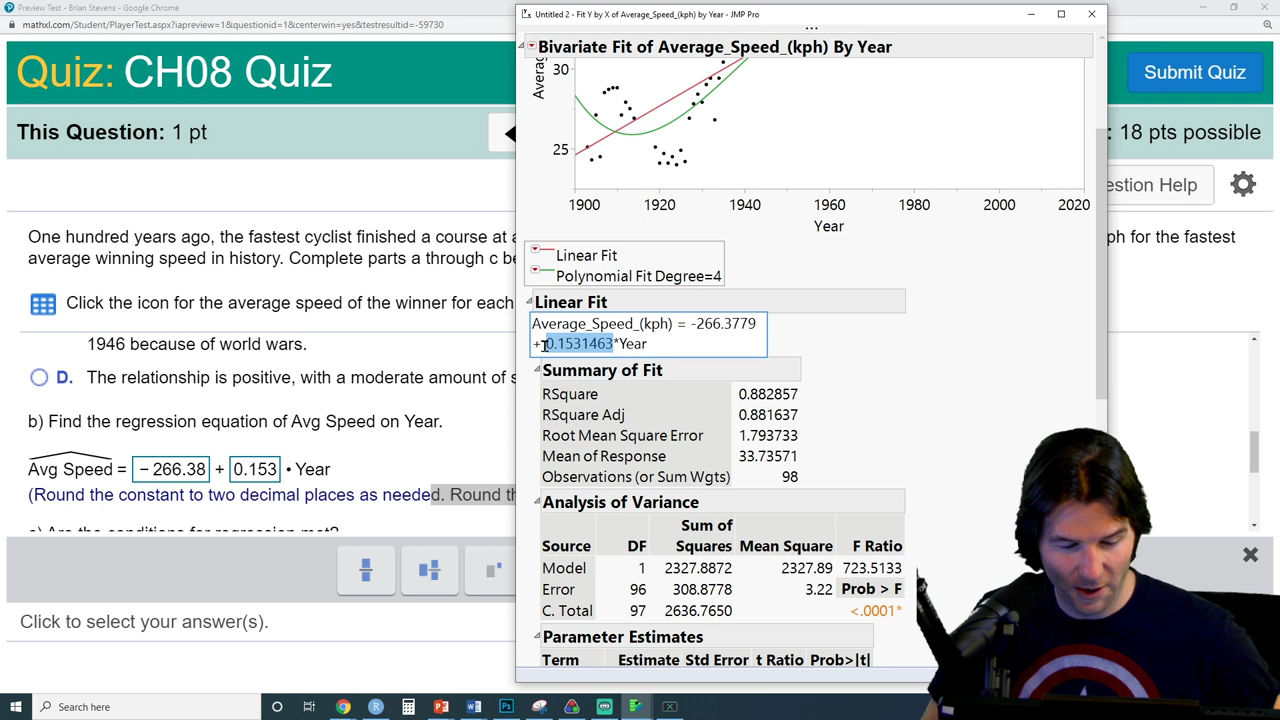 Preview Test - Brian Stevens - Google Chrome
mathxl.com/Student/PlayerTest.aspx?iapreview=1&questionid=1&centerwin=yes&testresultid=-59730
Quiz: CH08 Quiz
Submit Quiz
This Question: 1 pt
: 18 pts possible
estion Help
One hundred years ago, the fastest cyclist finished a course at a
ph for the fastest
average winning speed in history. Complete parts a through c be
Click the icon for the average speed of the winner for each
1946 because of world wars.
D. The relationship is positive, with a moderate amount of s
b) Find the regression equation of Avg Speed on Year.
Avg Speed = - 266.38 + 0.153 • Year
(Round the constant to two decimal places as needed. Round th
c) Are the conditions for regression met?
Click to select your answer(s).
Untitled 2 - Fit Y by X of Average_Speed_(kph) by Year - JMP Pro
Bivariate Fit of Average_Speed_(kph) By Year
Averag
30
25
1900 1920 1940 1960 1980 2000 2020
Year
Linear Fit
Polynomial Fit Degree=4
Linear Fit
Average_Speed_(kph) = -266.3779
+ 0.1531463*Year
Summary of Fit
RSquare 0.882857
RSquare Adj 0.881637
Root Mean Square Error 1.793733
Mean of Response 33.73571
Observations (or Sum Wgts) 98
Analysis of Variance
Sum of
Source DF Squares Mean Square F Ratio
Model 1 2327.8872 2327.89 723.5133
Error 96 308.8778 3.22 Prob > F
C. Total 97 2636.7650 <.0001*
Parameter Estimates
Term Estimate Std Error t Ratio Prob>|t|
Search here